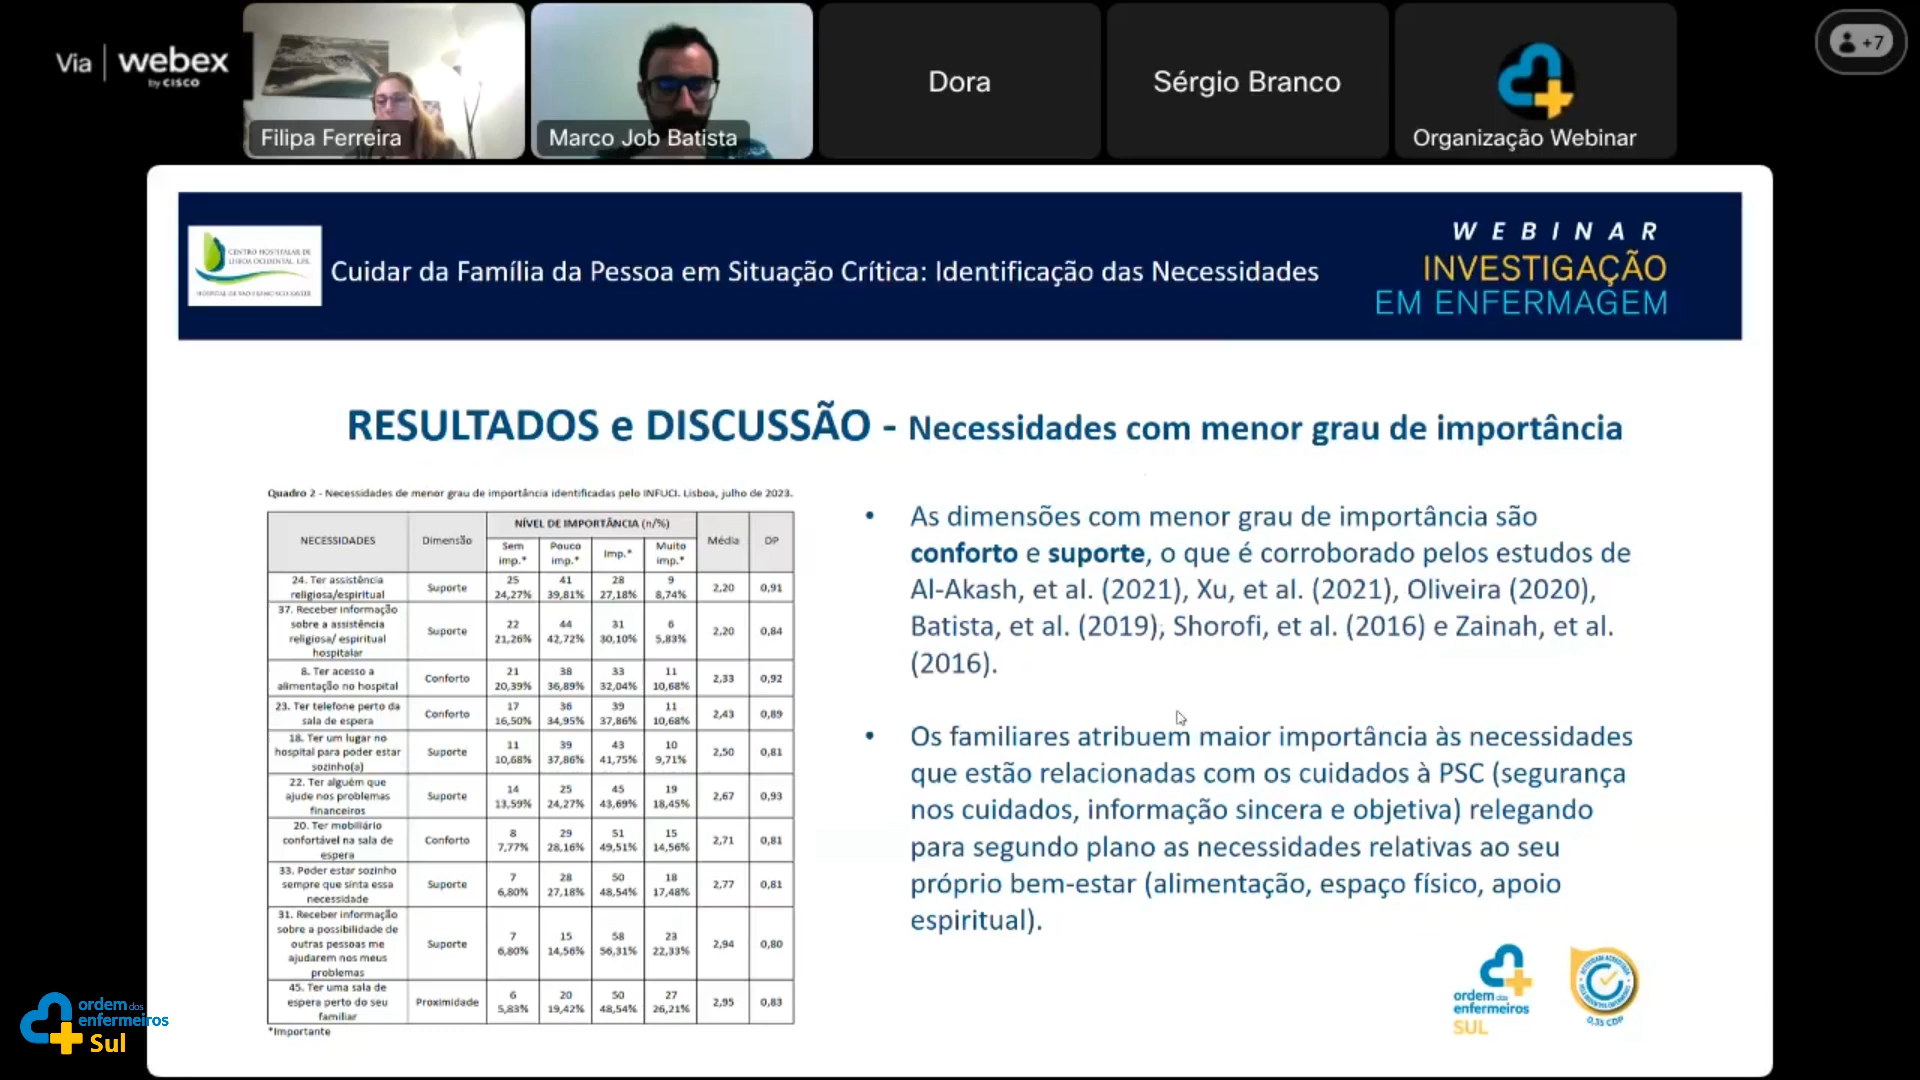 Via webex
by CISCO
Filipa Ferreira
Marco Job Batista
Dora
Sérgio Branco
Organização Webinar
+7
CENTRO HOSPITALAR DE
LISBOA OCIDENTAL, E.P.E.
HOSPITAL DE SÃO FRANCISCO XAVIER
Cuidar da Família da Pessoa em Situação Crítica: Identificação das Necessidades
WEBINAR
INVESTIGAÇÃO
EM ENFERMAGEM
RESULTADOS e DISCUSSÃO - Necessidades com menor grau de importância
Quadro 2 - Necessidades de menor grau de importância identificadas pelo INFUCI. Lisboa, julho de 2023.
NECESSIDADES Dimensão NÍVEL DE IMPORTÂNCIA (n/%) Média DP
Sem Pouco Imp.* Muito
imp.* imp.* imp.*
24. Ter assistência 25 41 28 9
religiosa/espiritual Suporte 24,27% 39,81% 27,18% 8,74% 2,20 0,91
37. Receber informação
sobre a assistência 22 44 31 6
religiosa/ espiritual Suporte 21,26% 42,72% 30,10% 5,83% 2,20 0,84
hospitalar
8. Ter acesso a 21 38 33 11
alimentação no hospital Conforto 20,39% 36,89% 32,04% 10,68% 2,33 0,92
23. Ter telefone perto da 17 36 39 11
sala de espera Conforto 16,50% 34,95% 37,86% 10,68% 2,43 0,89
18. Ter um lugar no 11 39 43 10
hospital para poder estar Suporte 10,68% 37,86% 41,75% 9,71% 2,50 0,81
sozinho(a)
22. Ter alguém que 14 25 45 19
ajude nos problemas Suporte 13,59% 24,27% 43,69% 18,45% 2,67 0,93
financeiros
20. Ter mobiliário 8 29 51 15
confortável na sala de Conforto 7,77% 28,16% 49,51% 14,56% 2,71 0,81
espera
33. Poder estar sozinho 7 28 50 18
sempre que sinta essa Suporte 6,80% 27,18% 48,54% 17,48% 2,77 0,81
necessidade
31. Receber informação
sobre a possibilidade de 7 15 58 23
outras pessoas me Suporte 6,80% 14,56% 56,31% 22,33% 2,94 0,80
ajudarem nos meus
problemas
45. Ter uma sala de 6 20 50 27
espera perto do seu Proximidade 5,83% 19,42% 48,54% 26,21% 2,95 0,83
familiar
*Importante
• As dimensões com menor grau de importância são
conforto e suporte, o que é corroborado pelos estudos de
Al-Akash, et al. (2021), Xu, et al. (2021), Oliveira (2020),
Batista, et al. (2019), Shorofi, et al. (2016) e Zainah, et al.
(2016).
• Os familiares atribuem maior importância às necessidades
que estão relacionadas com os cuidados à PSC (segurança
nos cuidados, informação sincera e objetiva) relegando
para segundo plano as necessidades relativas ao seu
próprio bem-estar (alimentação, espaço físico, apoio
espiritual).
ordem dos
enfermeiros
SUL
0,35 CDP
ordem dos
enfermeiros
Sul